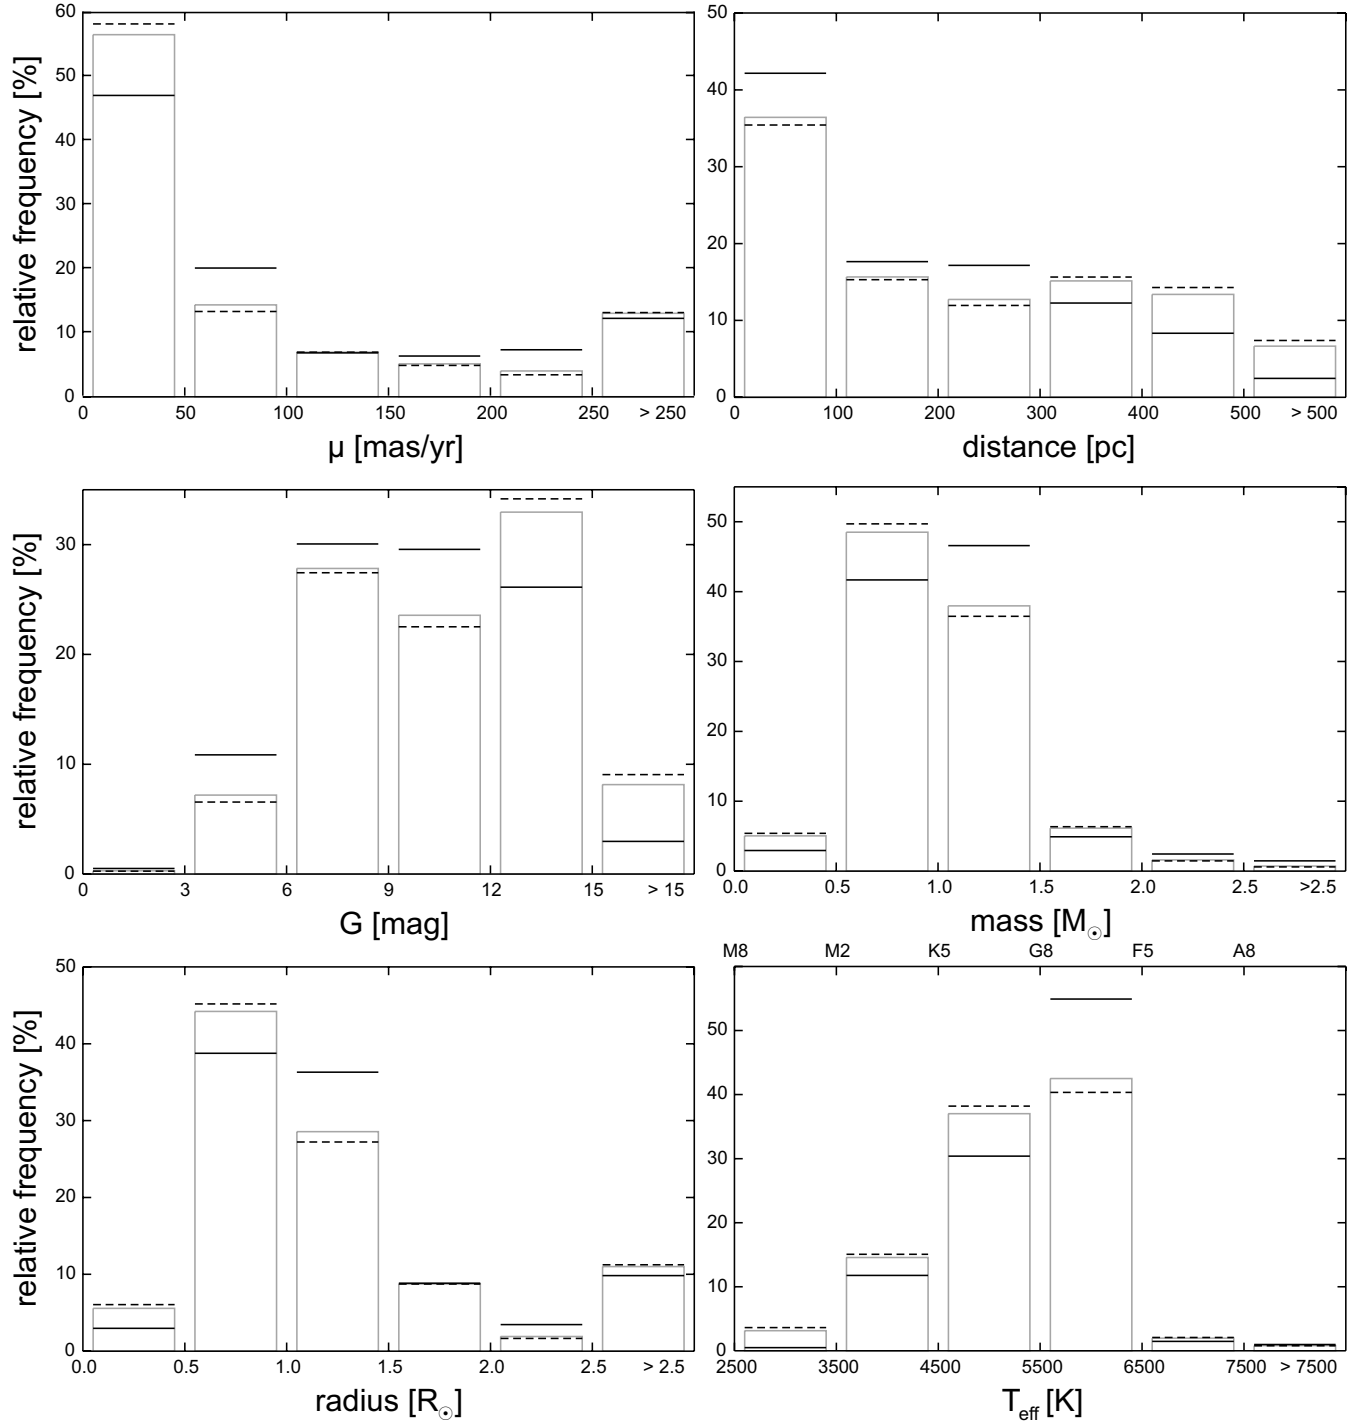 60
50
40
30
20
10
0
relative frequency [%]
0 50 100 150 200 250 > 250
µ [mas/yr]
50
40
30
20
10
0
0 100 200 300 400 500 > 500
distance [pc]
30
20
10
0
relative frequency [%]
0 3 6 9 12 15 > 15
G [mag]
50
40
30
20
10
0
0.0 0.5 1.0 1.5 2.0 2.5 >2.5
mass [M☉]
50
40
30
20
10
0
relative frequency [%]
0.0 0.5 1.0 1.5 2.0 2.5 > 2.5
radius [R☉]
M8 M2 K5 G8 F5 A8
50
40
30
20
10
0
2500 3500 4500 5500 6500 7500 > 7500
Teff [K]